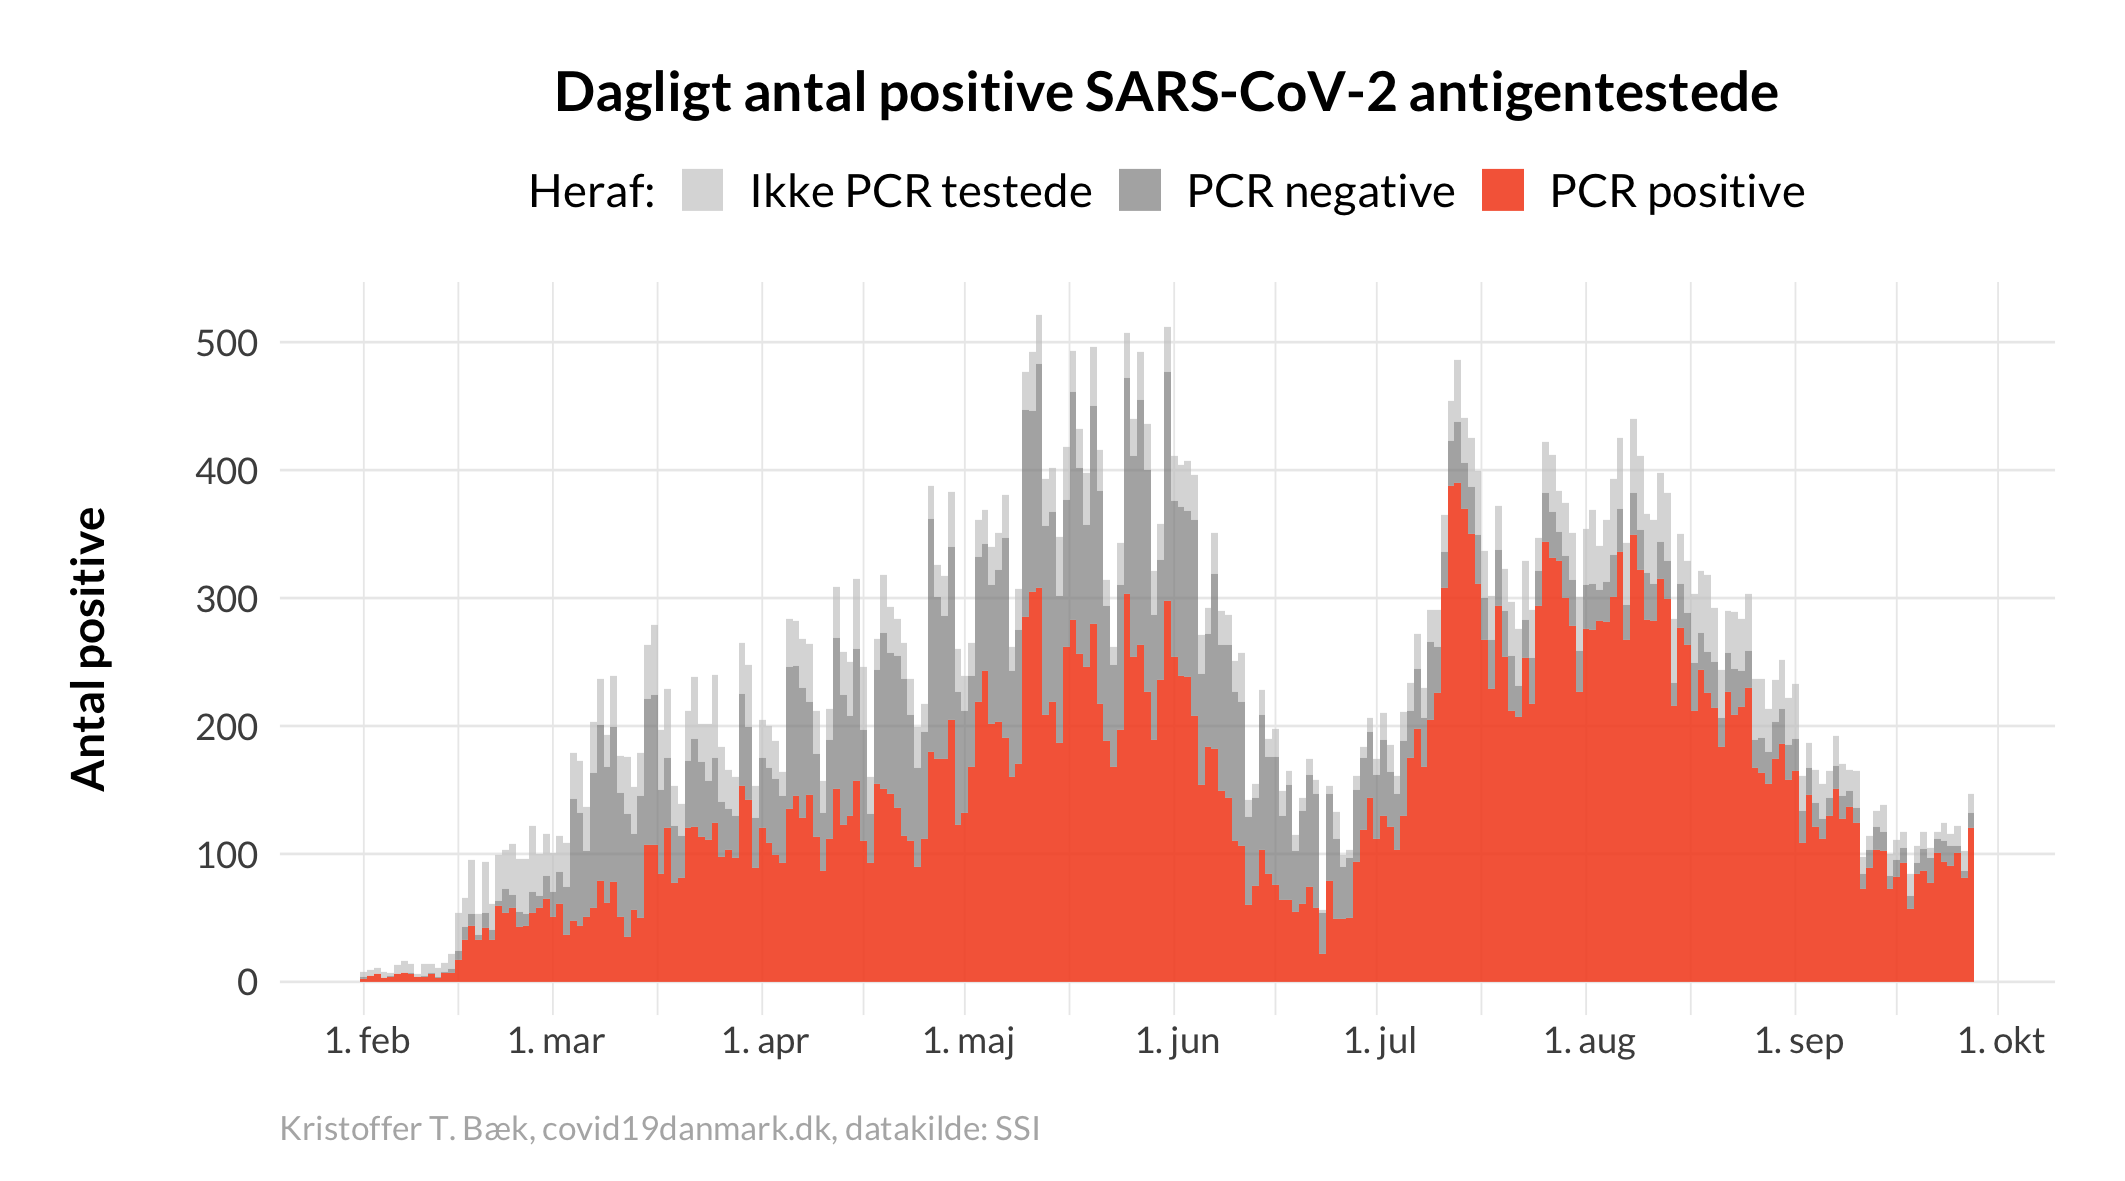 Dagligt antal positive SARS-CoV-2 antigentestede
Heraf: Ikke PCR testede PCR negative PCR positive
Antal positive
500
400
300
200
100
0
1. feb 1. mar 1. apr 1. maj 1. jun 1. jul 1. aug 1. sep 1. okt
Kristoffer T. Bæk, covid19danmark.dk, datakilde: SSI